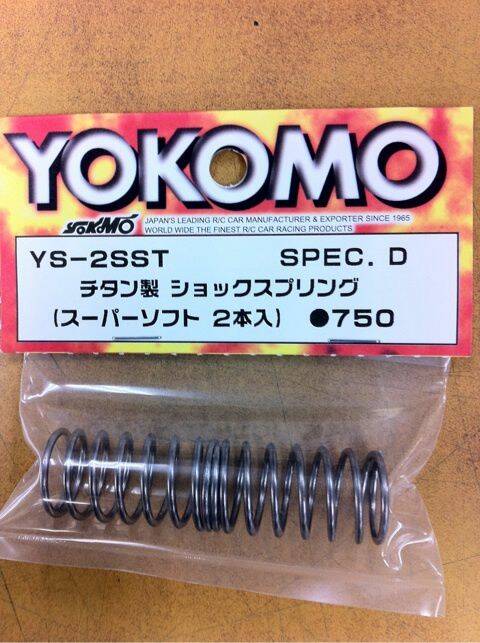 YOKOMO
YOKOMO JAPAN'S LEADING R/C CAR MANUFACTURER & EXPORTER SINCE 1965
WORLD WIDE THE FINEST R/C CAR RACING PRODUCTS
YS-2SST SPEC. D
チタン製 ショックスプリング
(スーパーソフト 2本入) ●750